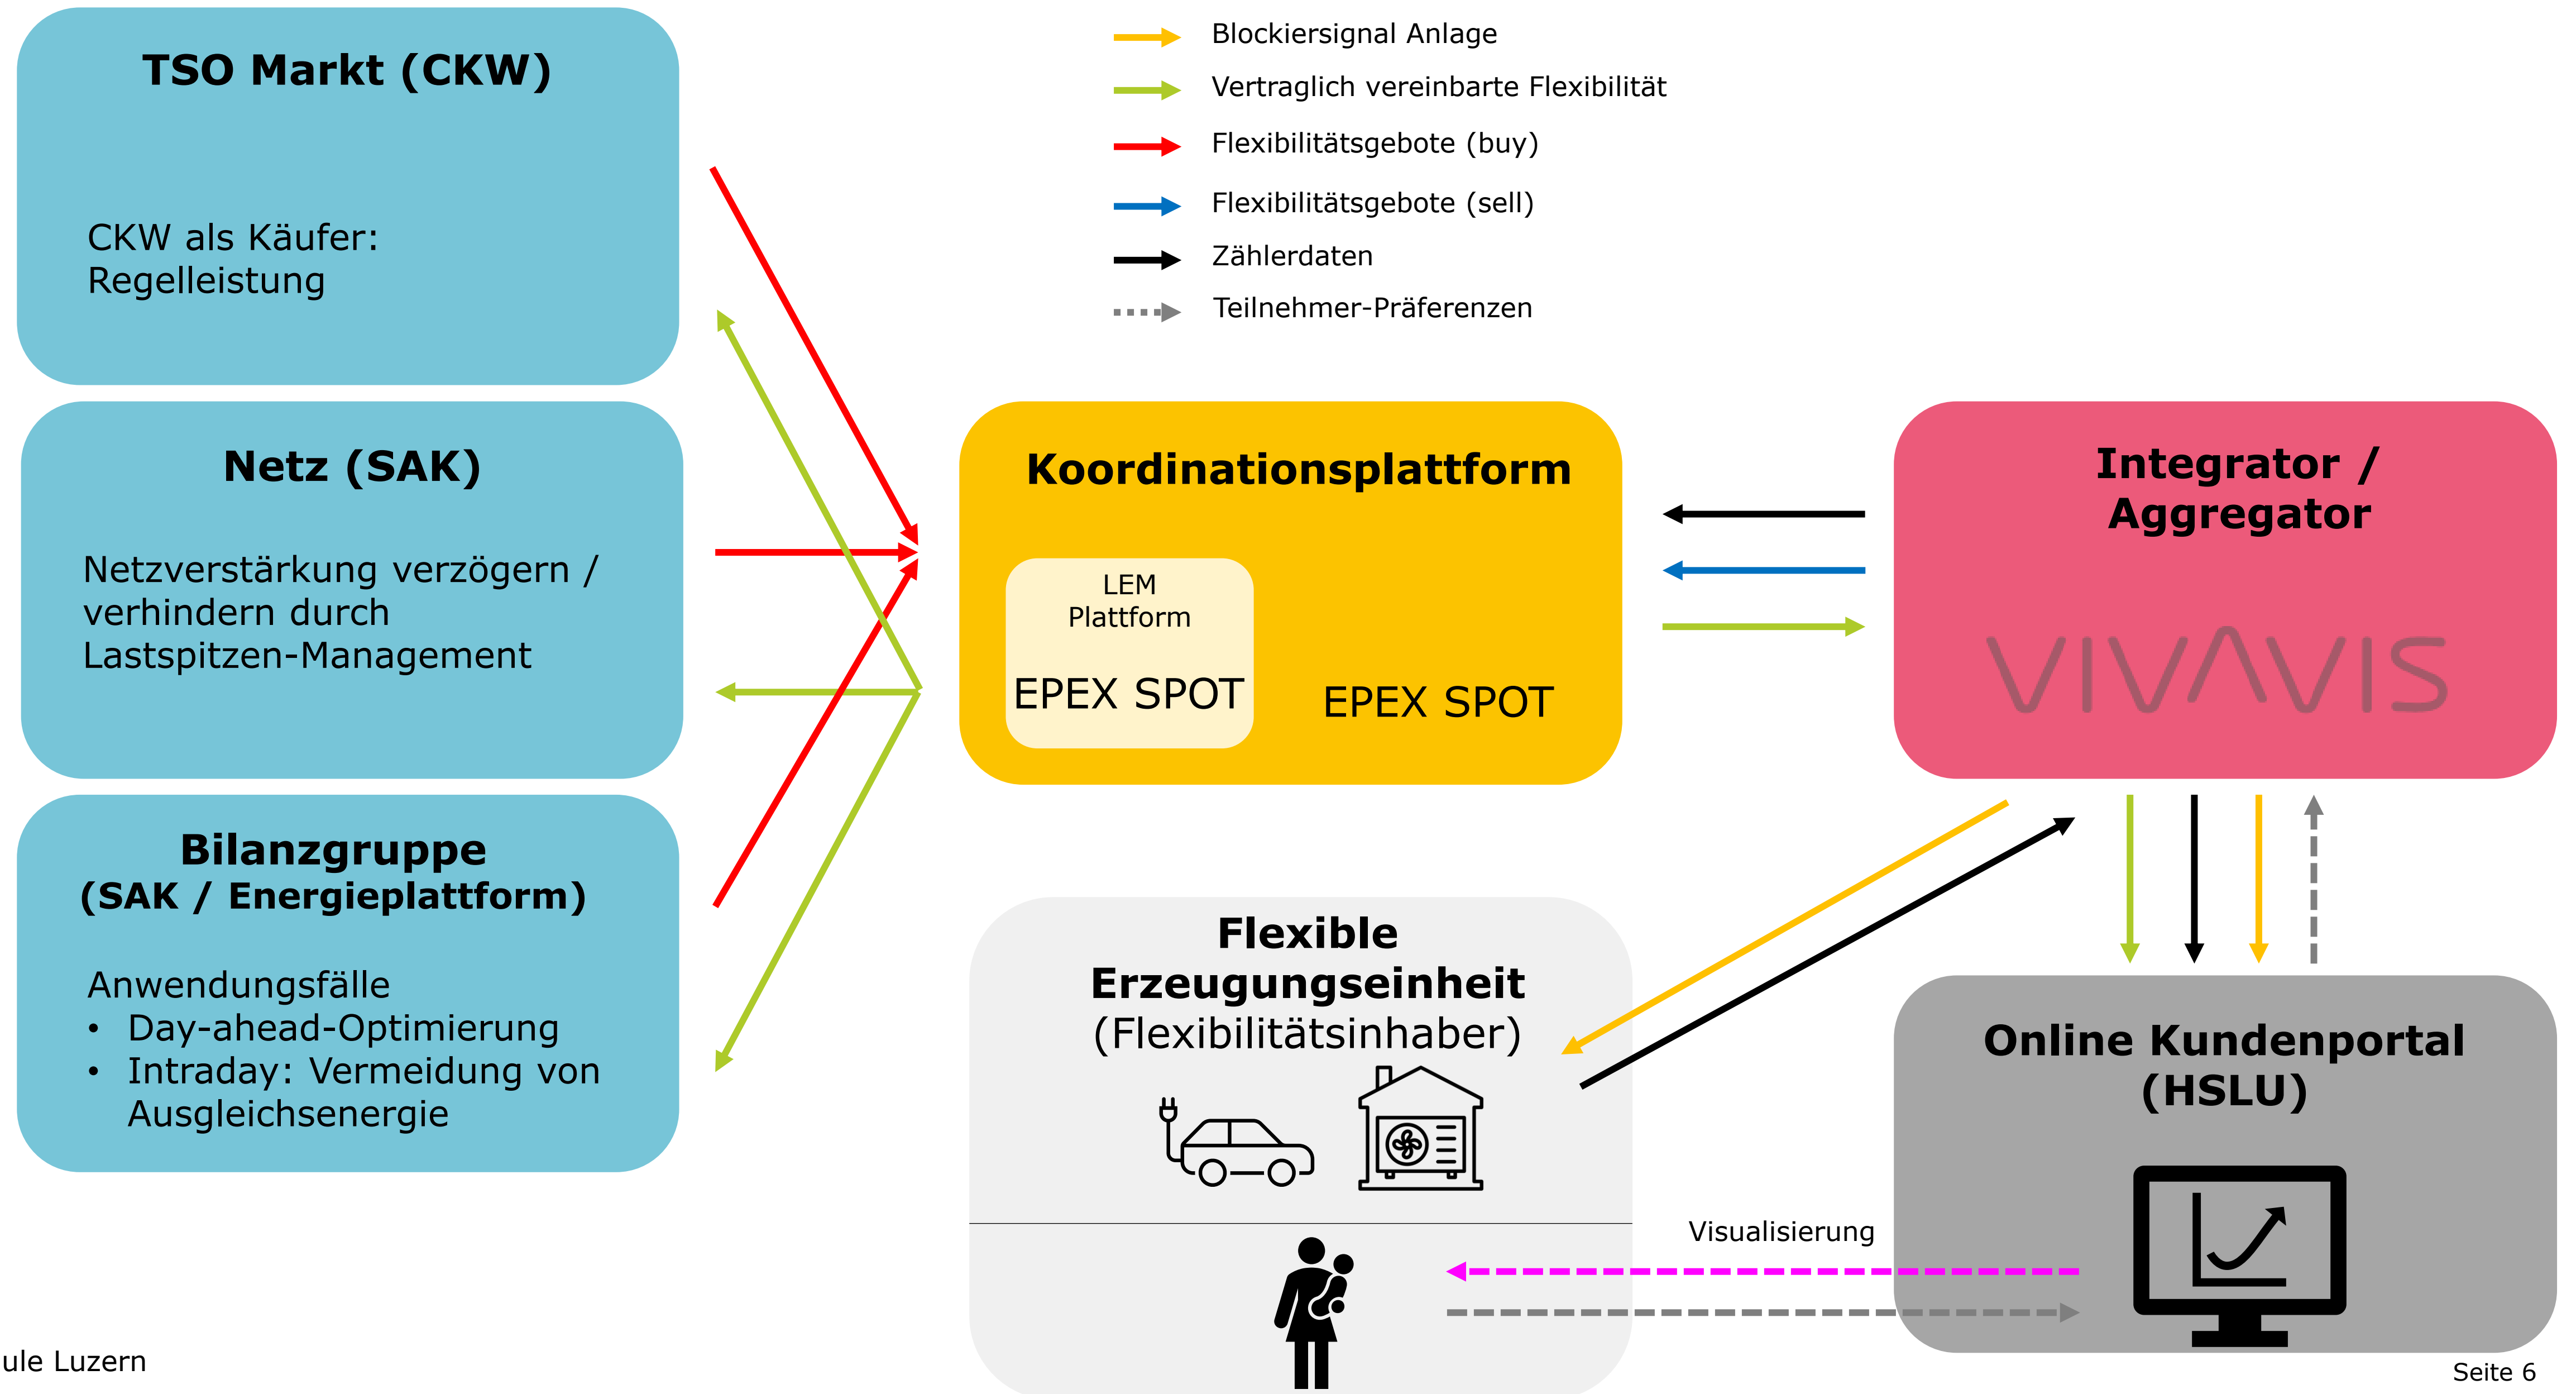 TSO Markt (CKW)
CKW als Käufer:
Regelleistung
Blockiersignal Anlage
Vertraglich vereinbarte Flexibilität
Flexibilitätsgebote (buy)
Flexibilitätsgebote (sell)
Zählerdaten
Teilnehmer-Präferenzen
Netz (SAK)
Netzverstärkung verzögern /
verhindern durch
Lastspitzen-Management
Koordinationsplattform
LEM
Plattform
EPEX SPOT
EPEX SPOT
Integrator /
Aggregator
VIVAVIS
Bilanzgruppe
(SAK / Energieplattform)
Anwendungsfälle
• Day-ahead-Optimierung
• Intraday: Vermeidung von
Ausgleichsenergie
Flexible
Erzeugungseinheit
(Flexibilitätsinhaber)
Online Kundenportal
(HSLU)
Visualisierung
ule Luzern
Seite 6